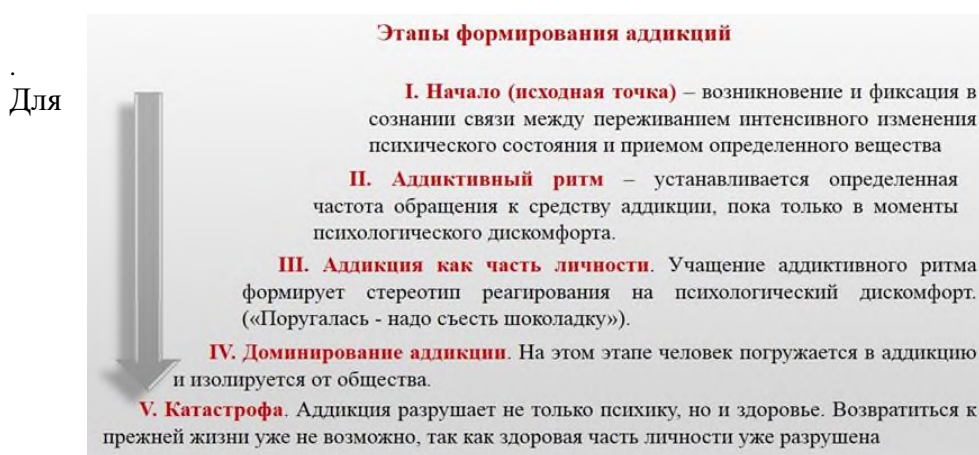 Этапы формирования аддикций
.
Для
I. Начало (исходная точка) – возникновение и фиксация в
сознании связи между переживанием интенсивного изменения
психического состояния и приемом определенного вещества
II. Аддиктивный ритм – устанавливается определенная
частота обращения к средству аддикции, пока только в моменты
психологического дискомфорта.
III. Аддикция как часть личности. Учащение аддиктивного ритма
формирует стереотип реагирования на психологический дискомфорт.
(«Поругалась - надо съесть шоколадку»).
IV. Доминирование аддикции. На этом этапе человек погружается в аддикцию
и изолируется от общества.
V. Катастрофа. Аддикция разрушает не только психику, но и здоровье. Возвратиться к
прежней жизни уже не возможно, так как здоровая часть личности уже разрушена